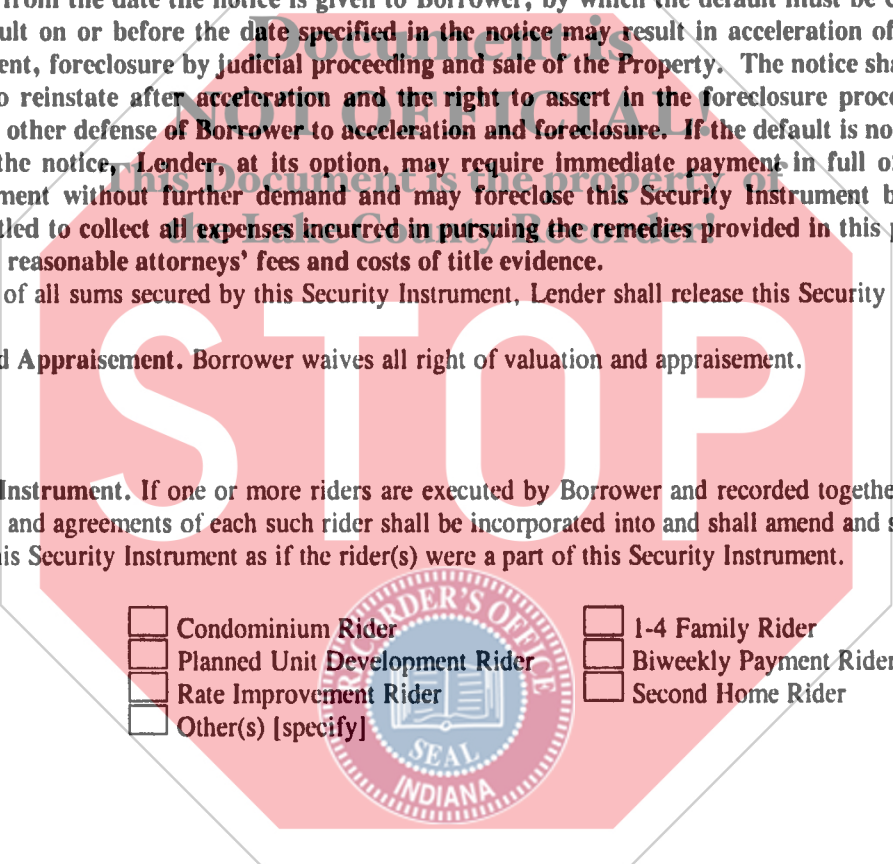 from the date the notice is given to Borrower, by which the default must be
ult on or before the date specified in the notice may result in acceleration of
Document is
ent, foreclosure by judicial proceeding and sale of the Property. The notice sha
o reinstate after acceleration and the right to assert in the foreclosure proce
NOT OFFICIAL!
other defense of Borrower to acceleration and foreclosure. If the default is no
the notice, Lender, at its option, may require immediate payment in full o
This Document is the property of
ment without further demand and may foreclose this Security Instrument b
tled to collect all expenses incurred in pursuing the remedies provided in this p
the Lake County Recorder!
reasonable attorneys' fees and costs of title evidence.
of all sums secured by this Security Instrument, Lender shall release this Security
d Appraisement. Borrower waives all right of valuation and appraisement.
STOP
Instrument. If one or more riders are executed by Borrower and recorded togethe
and agreements of each such rider shall be incorporated into and shall amend and s
is Security Instrument as if the rider(s) were a part of this Security Instrument.
Condominium Rider
1-4 Family Rider
Planned Unit Development Rider
Biweekly Payment Rider
Rate Improvement Rider
Second Home Rider
Other(s) [specify]
RECORDER'S OFFICE
SEAL
INDIANA